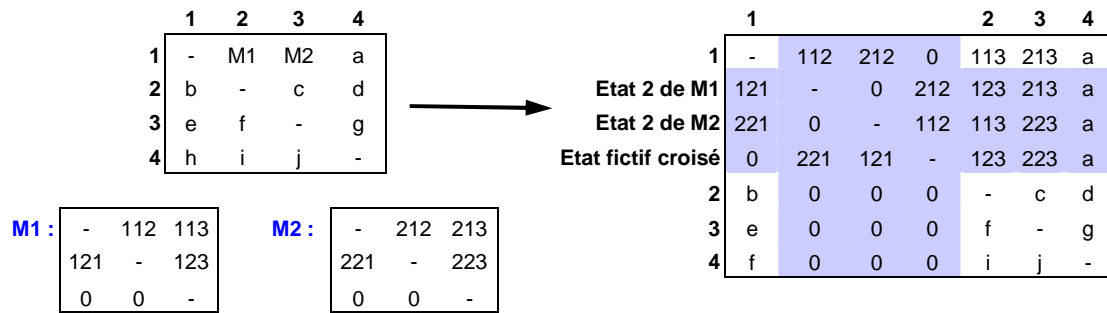 1 2 3 4
1 - M1 M2 a
2 b - c d
3 e f - g
4 h i j -
M1 : - 112 113
121 - 123
0 0 -
M2 : - 212 213
221 - 223
0 0 -
1 2 3 4
1 - 112 212 0 113 213 a
Etat 2 de M1 121 - 0 212 123 213 a
Etat 2 de M2 221 0 - 112 113 223 a
Etat fictif croisé 0 221 121 - 123 223 a
2 b 0 0 0 - c d
3 e 0 0 0 f - g
4 f 0 0 0 i j -